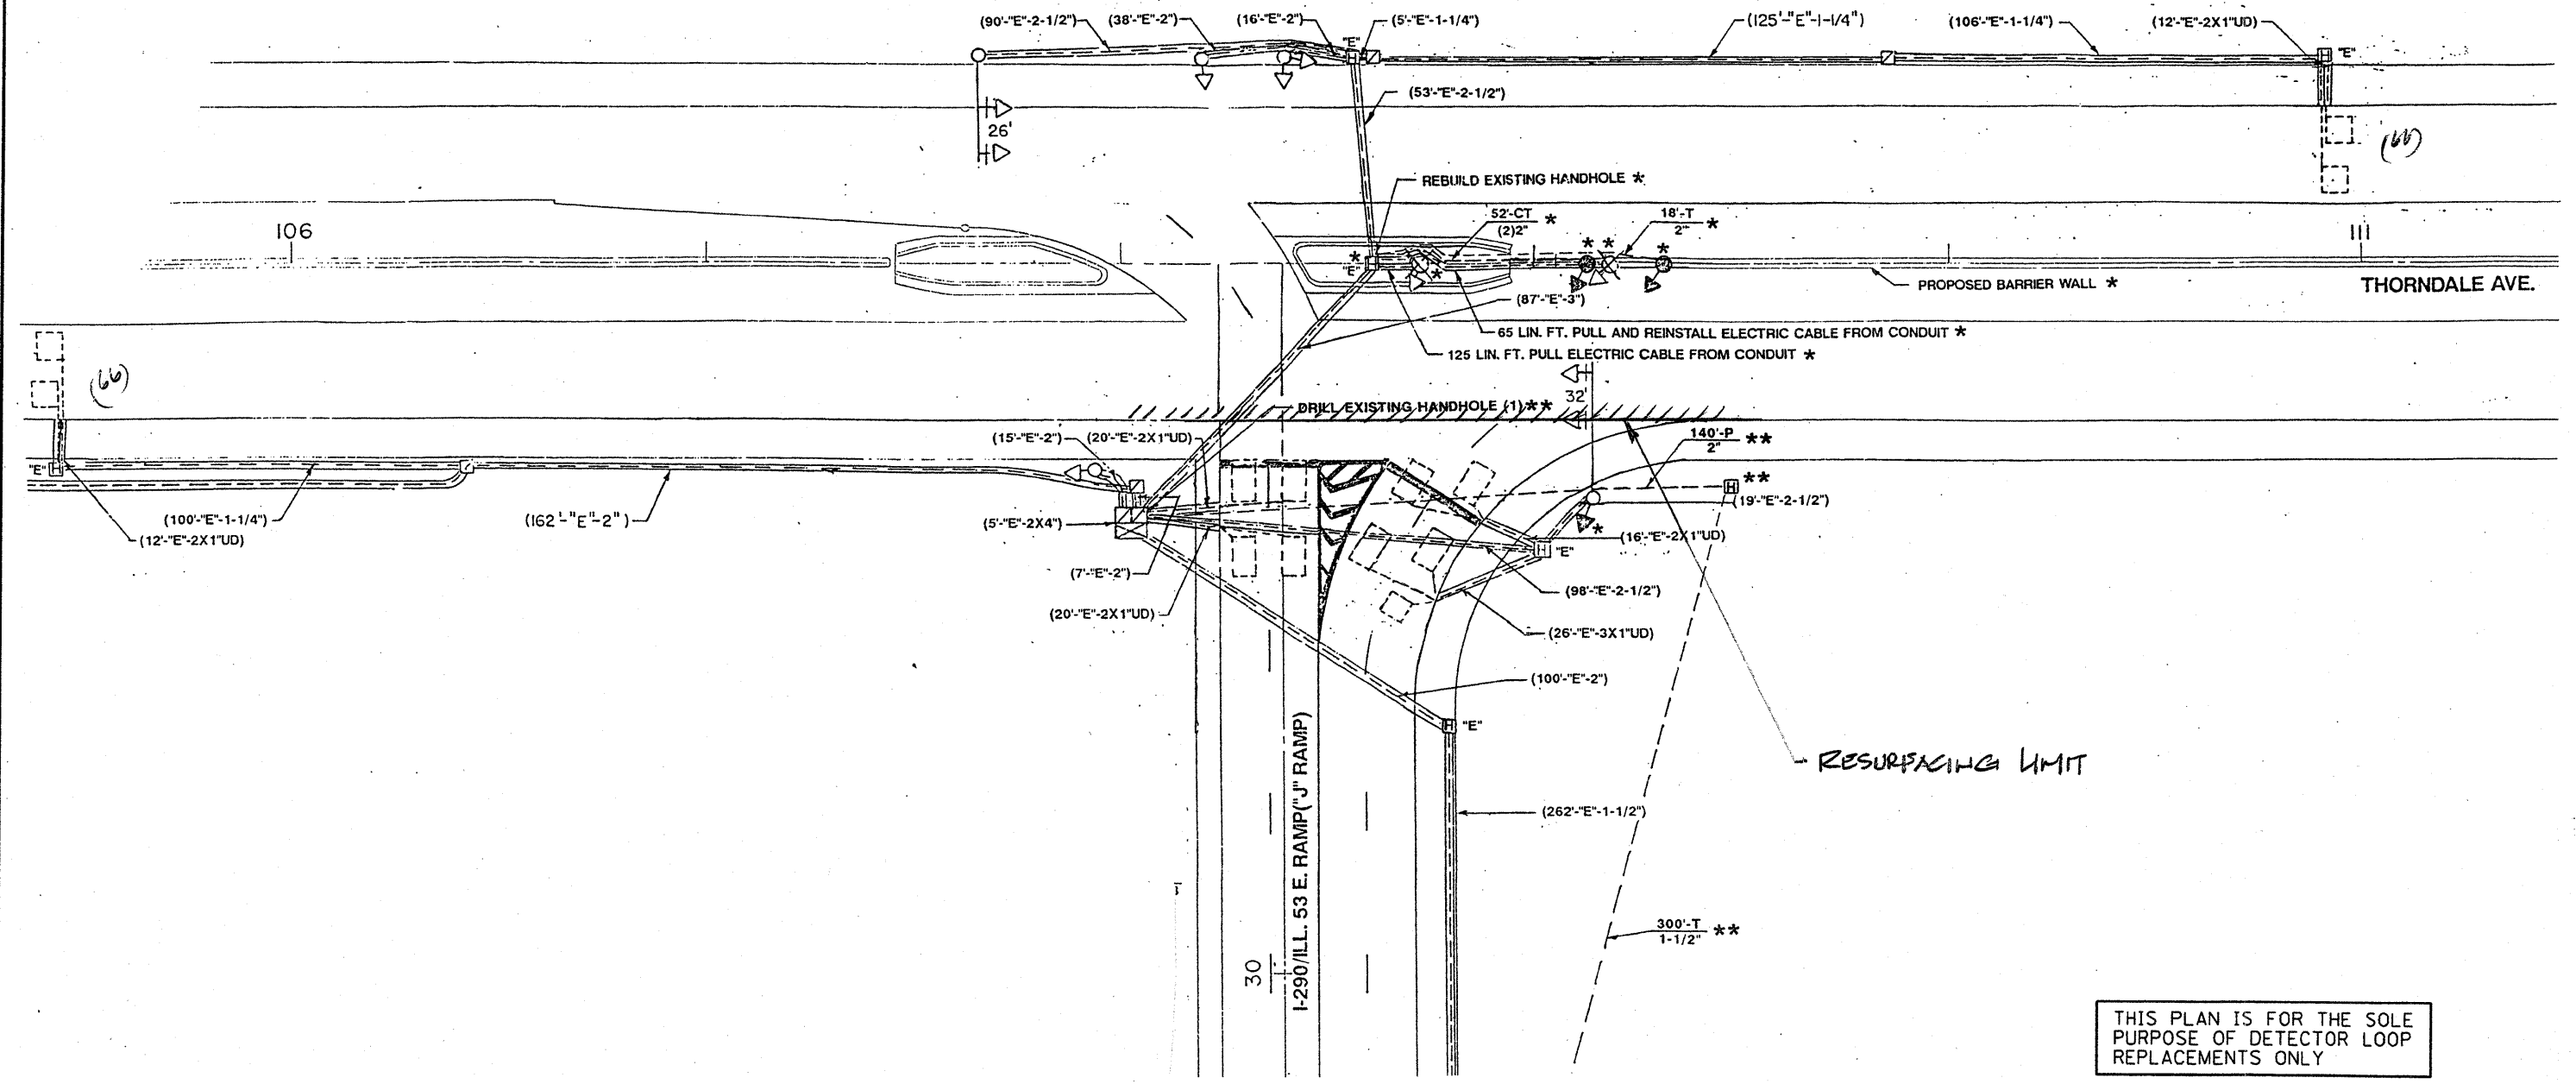 (90'-"E"-2-1/2")
(38'-"E"-2")
(16'-"E"-2")
(5'-"E"-1-1/4")
(125'-"E"-1-1/4")
(106'-"E"-1-1/4")
(12'-"E"-2X1"UD)
"E"
H
H
"E"
(53'-"E"-2-1/2")
26'
(66)
REBUILD EXISTING HANDHOLE *
52'-CT *
(2)2"
18'-T *
2"
106
111
* * *
*
"E"
*
PROPOSED BARRIER WALL *
THORNDALE AVE.
(87'-"E"-3")
65 LIN. FT. PULL AND REINSTALL ELECTRIC CABLE FROM CONDUIT *
125 LIN. FT. PULL ELECTRIC CABLE FROM CONDUIT *
(66)
32'
DRILL EXISTING HANDHOLE (1) **
(15'-"E"-2")
(20'-"E"-2X1"UD)
140'-P **
2"
"E"
H
**
H
(19'-"E"-2-1/2")
(100'-"E"-1-1/4")
(162'-"E"-2")
(5'-"E"-2X4")
*
(12'-"E"-2X1"UD)
(16'-"E"-2X1"UD)
H
"E"
(7'-"E"-2")
(98'-"E"-2-1/2")
(20'-"E"-2X1"UD)
(26'-"E"-3X1"UD)
(100'-"E"-2")
H
"E"
I-290/ILL. 53 E. RAMP("J" RAMP)
RESURFACING LIMIT
(262'-"E"-1-1/2")
300'-T **
1-1/2"
30
THIS PLAN IS FOR THE SOLE
PURPOSE OF DETECTOR LOOP
REPLACEMENTS ONLY